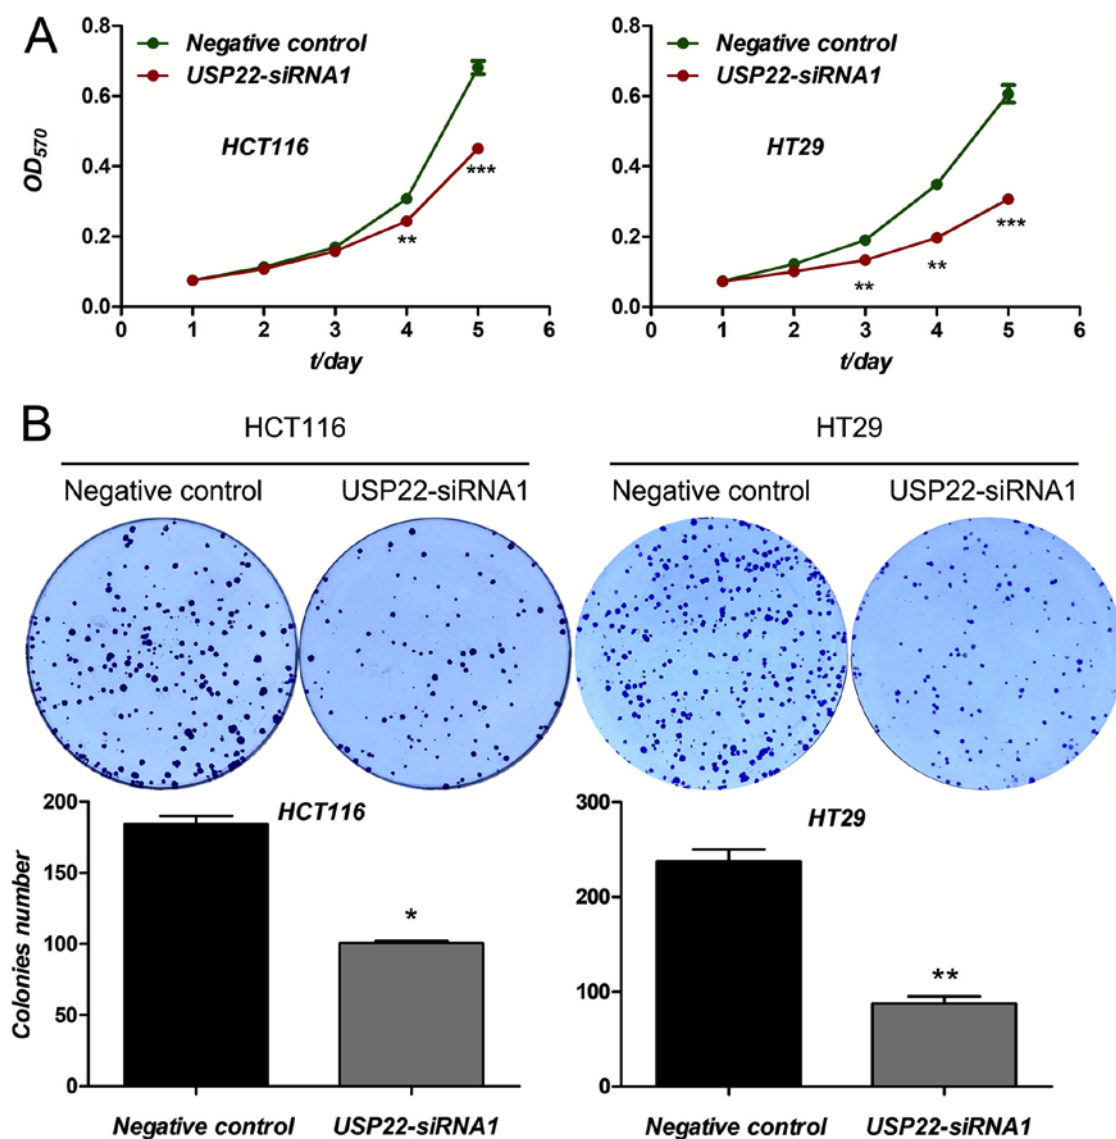 A
0.8
0.6
0.4
0.2
0.0
OD570
Negative control
USP22-siRNA1
HCT116
**
***
0 1 2 3 4 5 6
t/day
0.8
0.6
0.4
0.2
0.0
Negative control
USP22-siRNA1
HT29
**
**
***
0 1 2 3 4 5 6
t/day
B
HCT116
Negative control USP22-siRNA1
HT29
Negative control USP22-siRNA1
200
150
100
50
0
Colonies number
HCT116
*
Negative control USP22-siRNA1
300
200
100
0
HT29
**
Negative control USP22-siRNA1